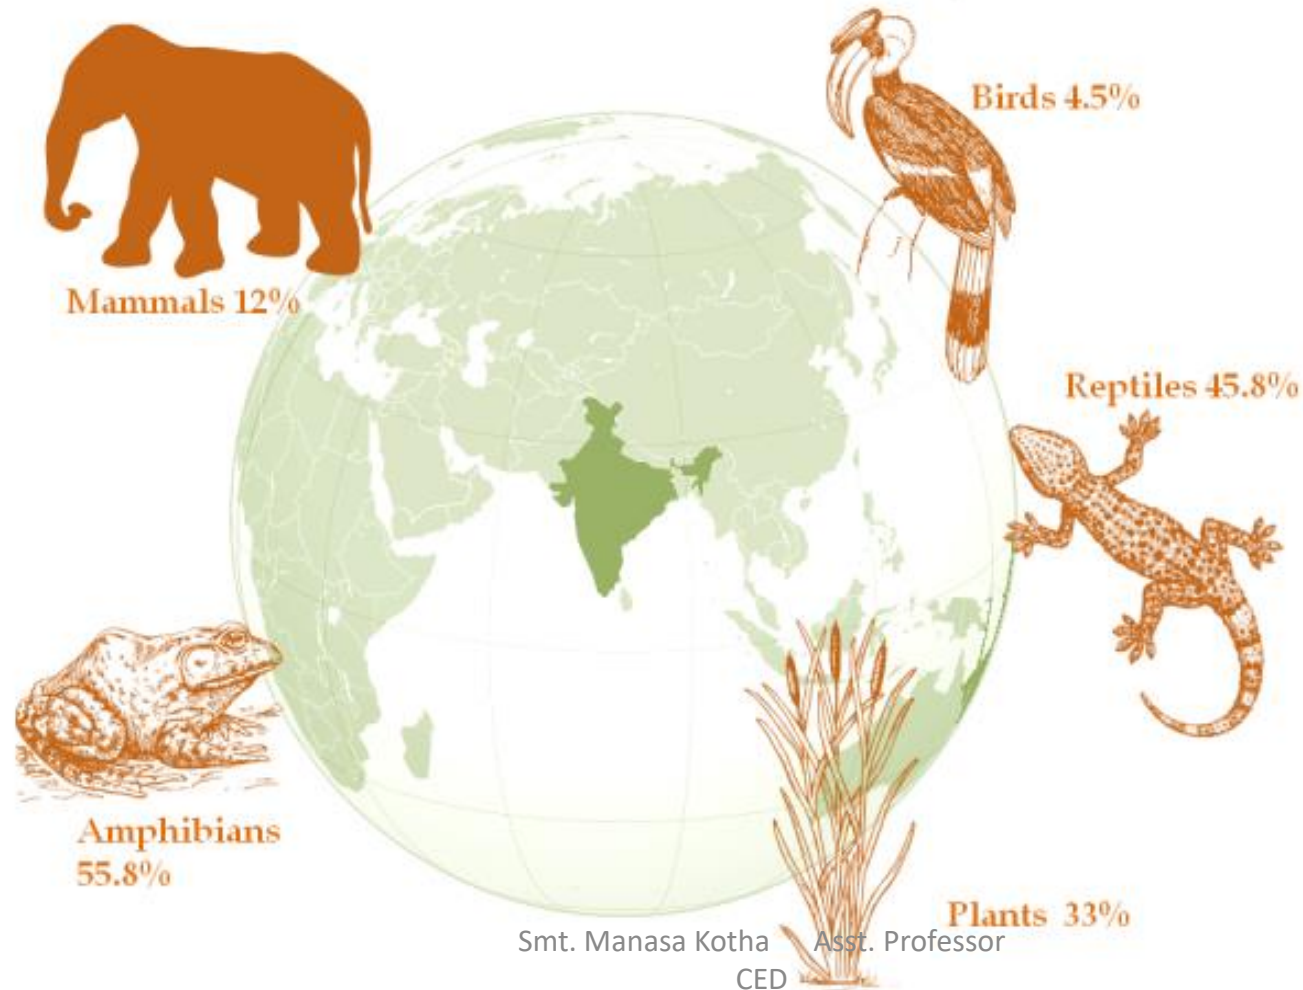 Birds 4.5%
Mammals 12%
Reptiles 45.8%
Amphibians
55.8%
Plants 33%
Smt. Manasa Kotha Asst. Professor
CED